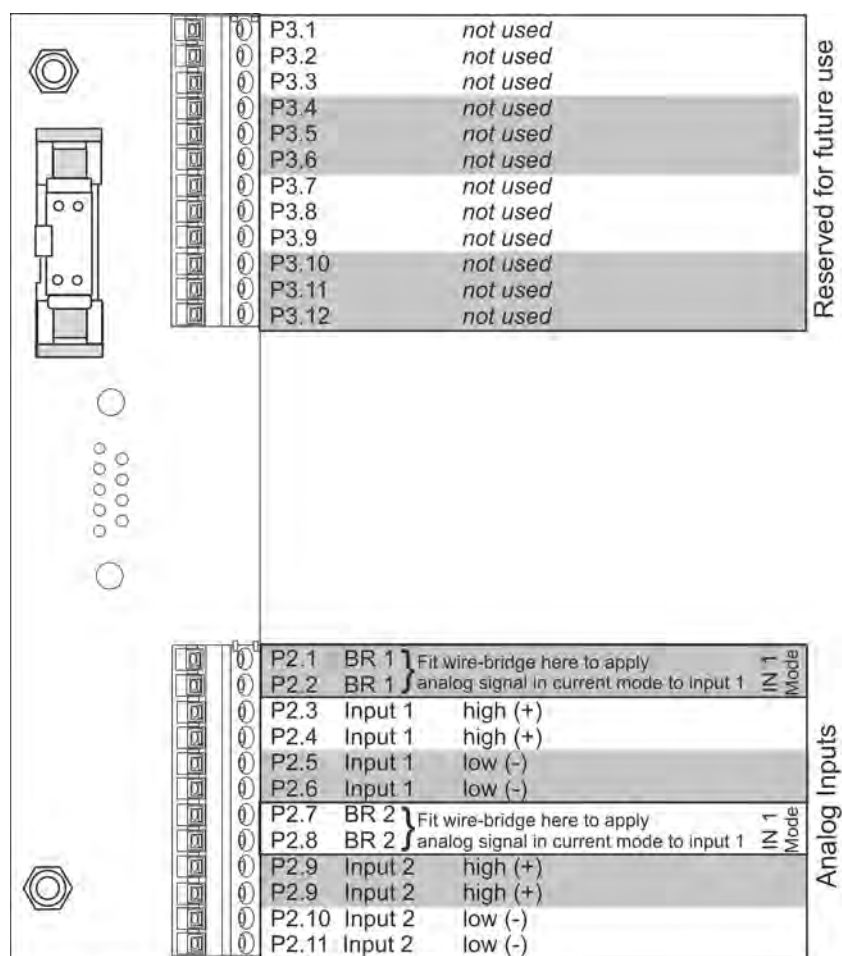 P3.1 not used
P3.2 not used
P3.3 not used
P3.4 not used
P3.5 not used
P3.6 not used
P3.7 not used
P3.8 not used
P3.9 not used
P3.10 not used
P3.11 not used
P3.12 not used
Reserved for future use
P2.1 BR 1 } Fit wire-bridge here to apply
P2.2 BR 1 } analog signal in current mode to input 1
IN 1
Mode
P2.3 Input 1 high (+)
P2.4 Input 1 high (+)
P2.5 Input 1 low (-)
P2.6 Input 1 low (-)
P2.7 BR 2 } Fit wire-bridge here to apply
P2.8 BR 2 } analog signal in current mode to input 1
IN 1
Mode
P2.9 Input 2 high (+)
P2.9 Input 2 high (+)
P2.10 Input 2 low (-)
P2.11 Input 2 low (-)
Analog Inputs